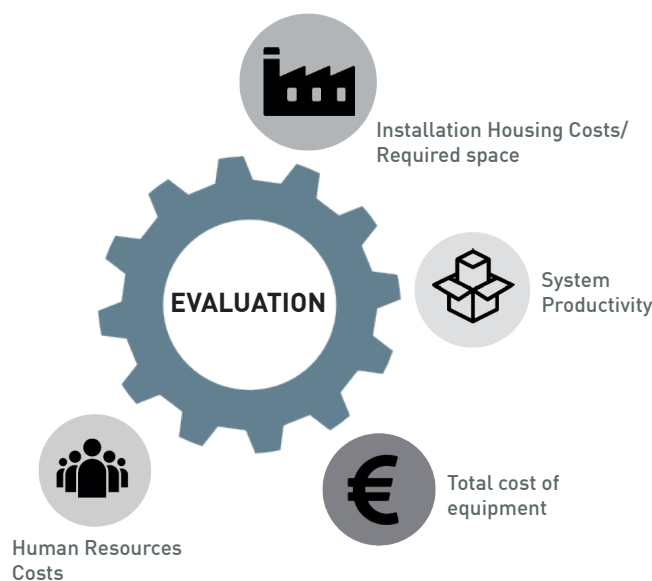 Installation Housing Costs/
Required space
EVALUATION
System
Productivity
Total cost of
equipment
Human Resources
Costs